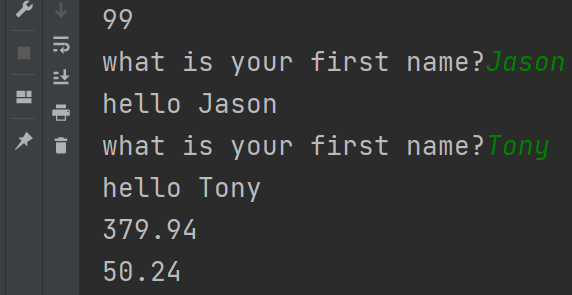 99
what is your first name?Jason
hello Jason
what is your first name?Tony
hello Tony
379.94
50.24